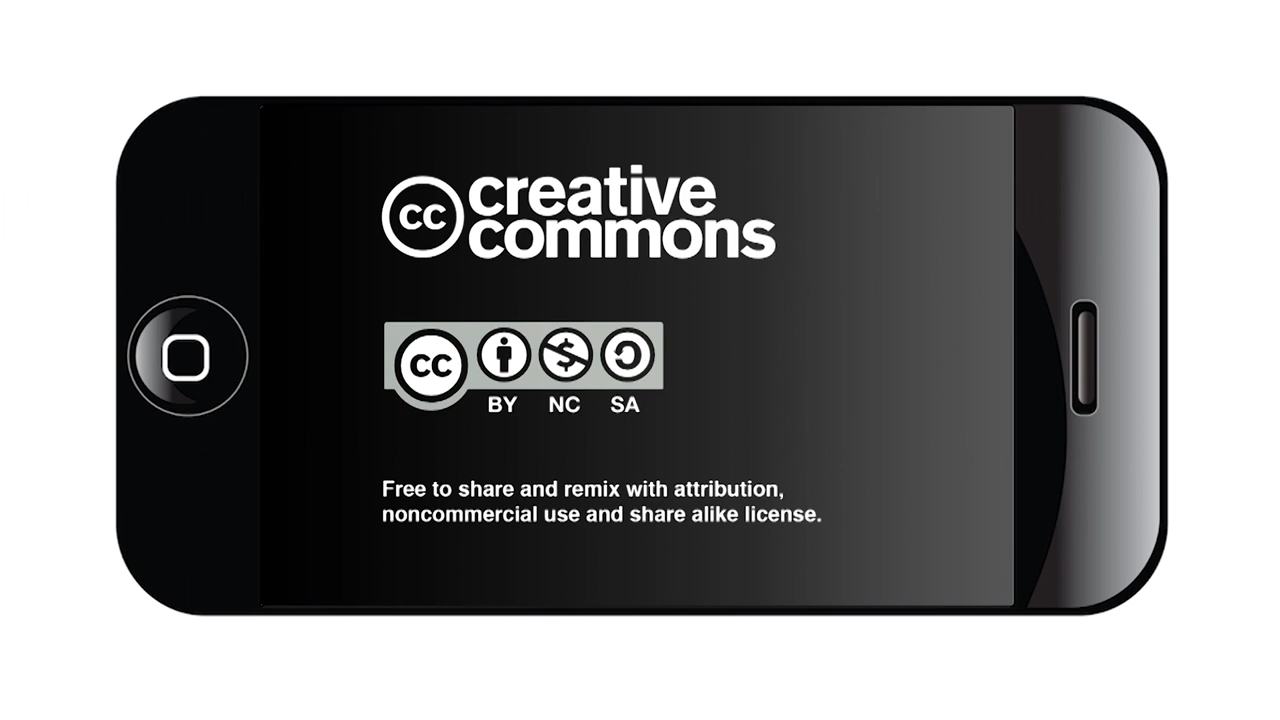 cc creative
commons
cc
BY NC SA
Free to share and remix with attribution,
noncommercial use and share alike license.